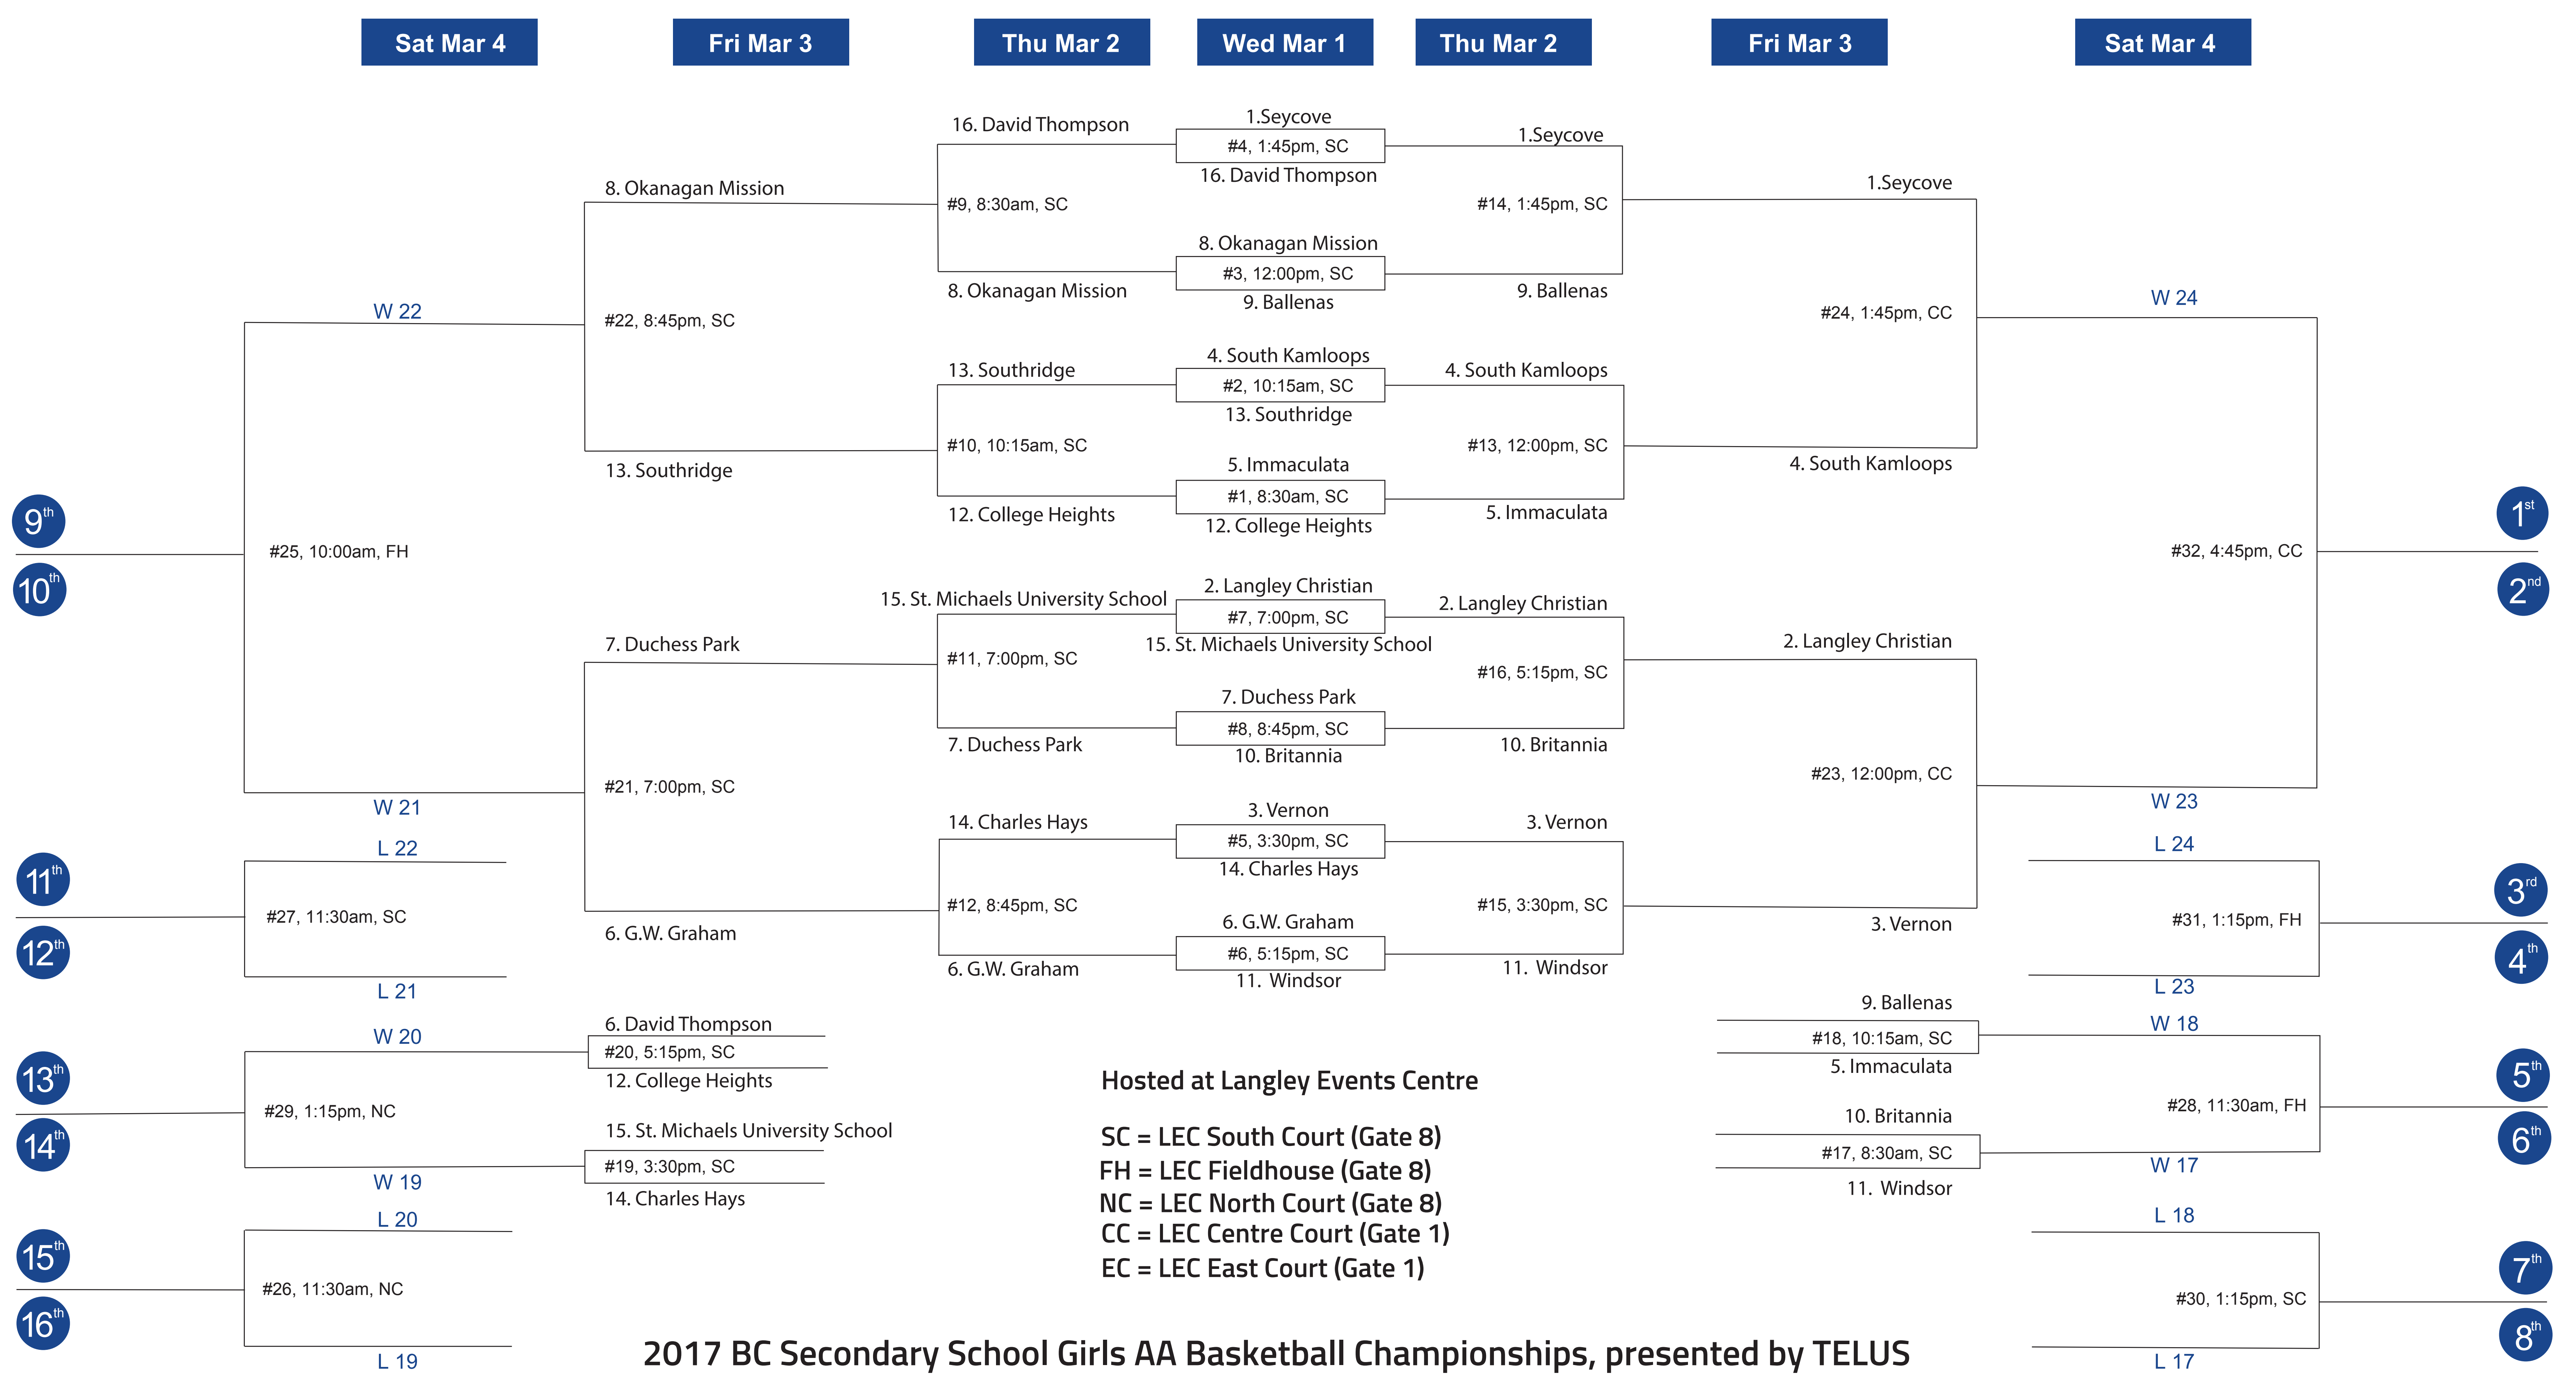 Sat Mar 4
Fri Mar 3
Thu Mar 2
Wed Mar 1
Thu Mar 2
Fri Mar 3
Sat Mar 4
9th
10th
11th
12th
13th
14th
15th
16th
W 22
#25, 10:00am, FH
W 21
L 22
#27, 11:30am, SC
L 21
W 20
#29, 1:15pm, NC
W 19
L 20
#26, 11:30am, NC
L 19
8. Okanagan Mission
#22, 8:45pm, SC
13. Southridge
7. Duchess Park
#21, 7:00pm, SC
6. G.W. Graham
6. David Thompson
#20, 5:15pm, SC
12. College Heights
15. St. Michaels University School
#19, 3:30pm, SC
14. Charles Hays
16. David Thompson
#9, 8:30am, SC
8. Okanagan Mission
13. Southridge
#10, 10:15am, SC
12. College Heights
15. St. Michaels University School
#11, 7:00pm, SC
7. Duchess Park
14. Charles Hays
#12, 8:45pm, SC
6. G.W. Graham
1.Seycove
#4, 1:45pm, SC
16. David Thompson
8. Okanagan Mission
#3, 12:00pm, SC
9. Ballenas
4. South Kamloops
#2, 10:15am, SC
13. Southridge
5. Immaculata
#1, 8:30am, SC
12. College Heights
2. Langley Christian
#7, 7:00pm, SC
15. St. Michaels University School
7. Duchess Park
#8, 8:45pm, SC
10. Britannia
3. Vernon
#5, 3:30pm, SC
14. Charles Hays
6. G.W. Graham
#6, 5:15pm, SC
11. Windsor
1.Seycove
#14, 1:45pm, SC
9. Ballenas
4. South Kamloops
#13, 12:00pm, SC
5. Immaculata
2. Langley Christian
#16, 5:15pm, SC
10. Britannia
3. Vernon
#15, 3:30pm, SC
11. Windsor
1.Seycove
#24, 1:45pm, CC
4. South Kamloops
2. Langley Christian
#23, 12:00pm, CC
3. Vernon
9. Ballenas
#18, 10:15am, SC
5. Immaculata
10. Britannia
#17, 8:30am, SC
11. Windsor
W 24
#32, 4:45pm, CC
W 23
L 24
#31, 1:15pm, FH
L 23
W 18
#28, 11:30am, FH
W 17
L 18
#30, 1:15pm, SC
L 17
1st
2nd
3rd
4th
5th
6th
7th
8th
Hosted at Langley Events Centre
SC = LEC South Court (Gate 8)
FH = LEC Fieldhouse (Gate 8)
NC = LEC North Court (Gate 8)
CC = LEC Centre Court (Gate 1)
EC = LEC East Court (Gate 1)
2017 BC Secondary School Girls AA Basketball Championships, presented by TELUS